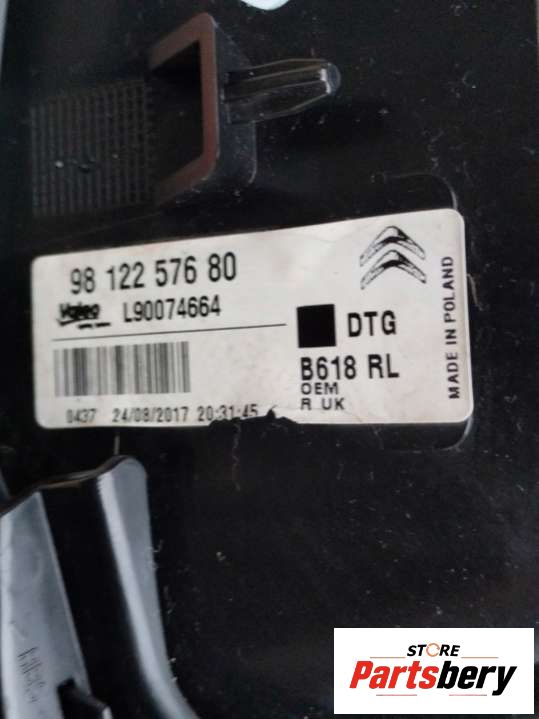 98 122 576 80
Valeo L90074664
DTG
B618 RL
OEM
R UK
0437 24/08/2017 20:31:45
MADE IN POLAND
STORE
Partsbery